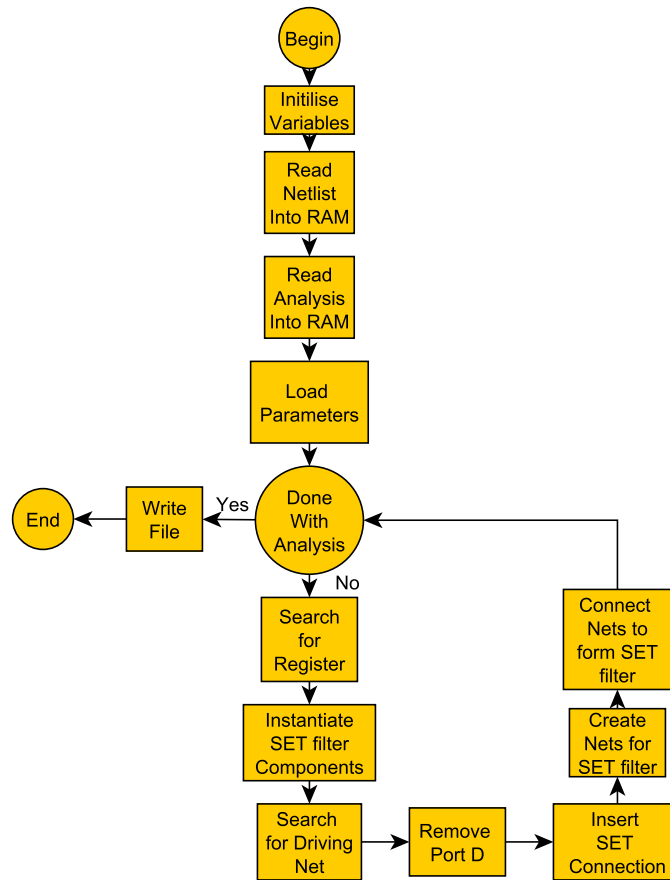 Begin
Initilise
Variables
Read
Netlist
Into RAM
Read
Analysis
Into RAM
Load
Parameters
Done
With
Analysis
Yes
Write
File
End
No
Search
for
Register
Instantiate
SET filter
Components
Search
for Driving
Net
Remove
Port D
Insert
SET
Connection
Create
Nets for
SET filter
Connect
Nets to
form SET
filter